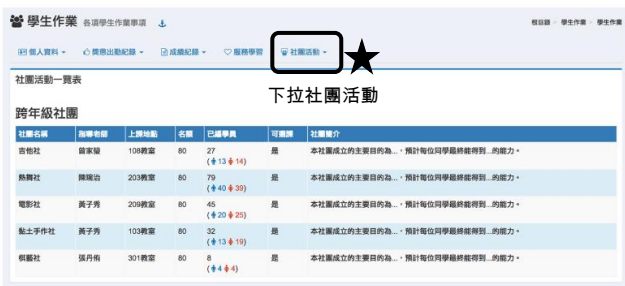 學生作業 各項學生作業事項
根目錄 學生作業 學生作業
個人資料 獎懲出勤紀錄 成績紀錄 服務學習 社團活動
社團活動一覽表
下拉社團活動
跨年級社團
社團名稱 指導老師 上課地點 名額 已編學員 可選課 社團簡介
吉他社 曾家瑩 108教室 80 27 是 本社團成立的主要目的為...，預計每位同學最終能得到...的能力。
(13 14)
熱舞社 陳琬治 203教室 80 79 是 本社團成立的主要目的為...，預計每位同學最終能得到...的能力。
(40 39)
電影社 黃子秀 209教室 80 45 是 本社團成立的主要目的為...，預計每位同學最終能得到...的能力。
(20 25)
黏土手作社 黃子秀 103教室 80 32 是 本社團成立的主要目的為...，預計每位同學最終能得到...的能力。
(13 19)
棋藝社 張丹 301教室 80 8 是 本社團成立的主要目的為...，預計每位同學最終能得到...的能力。
(4 4)